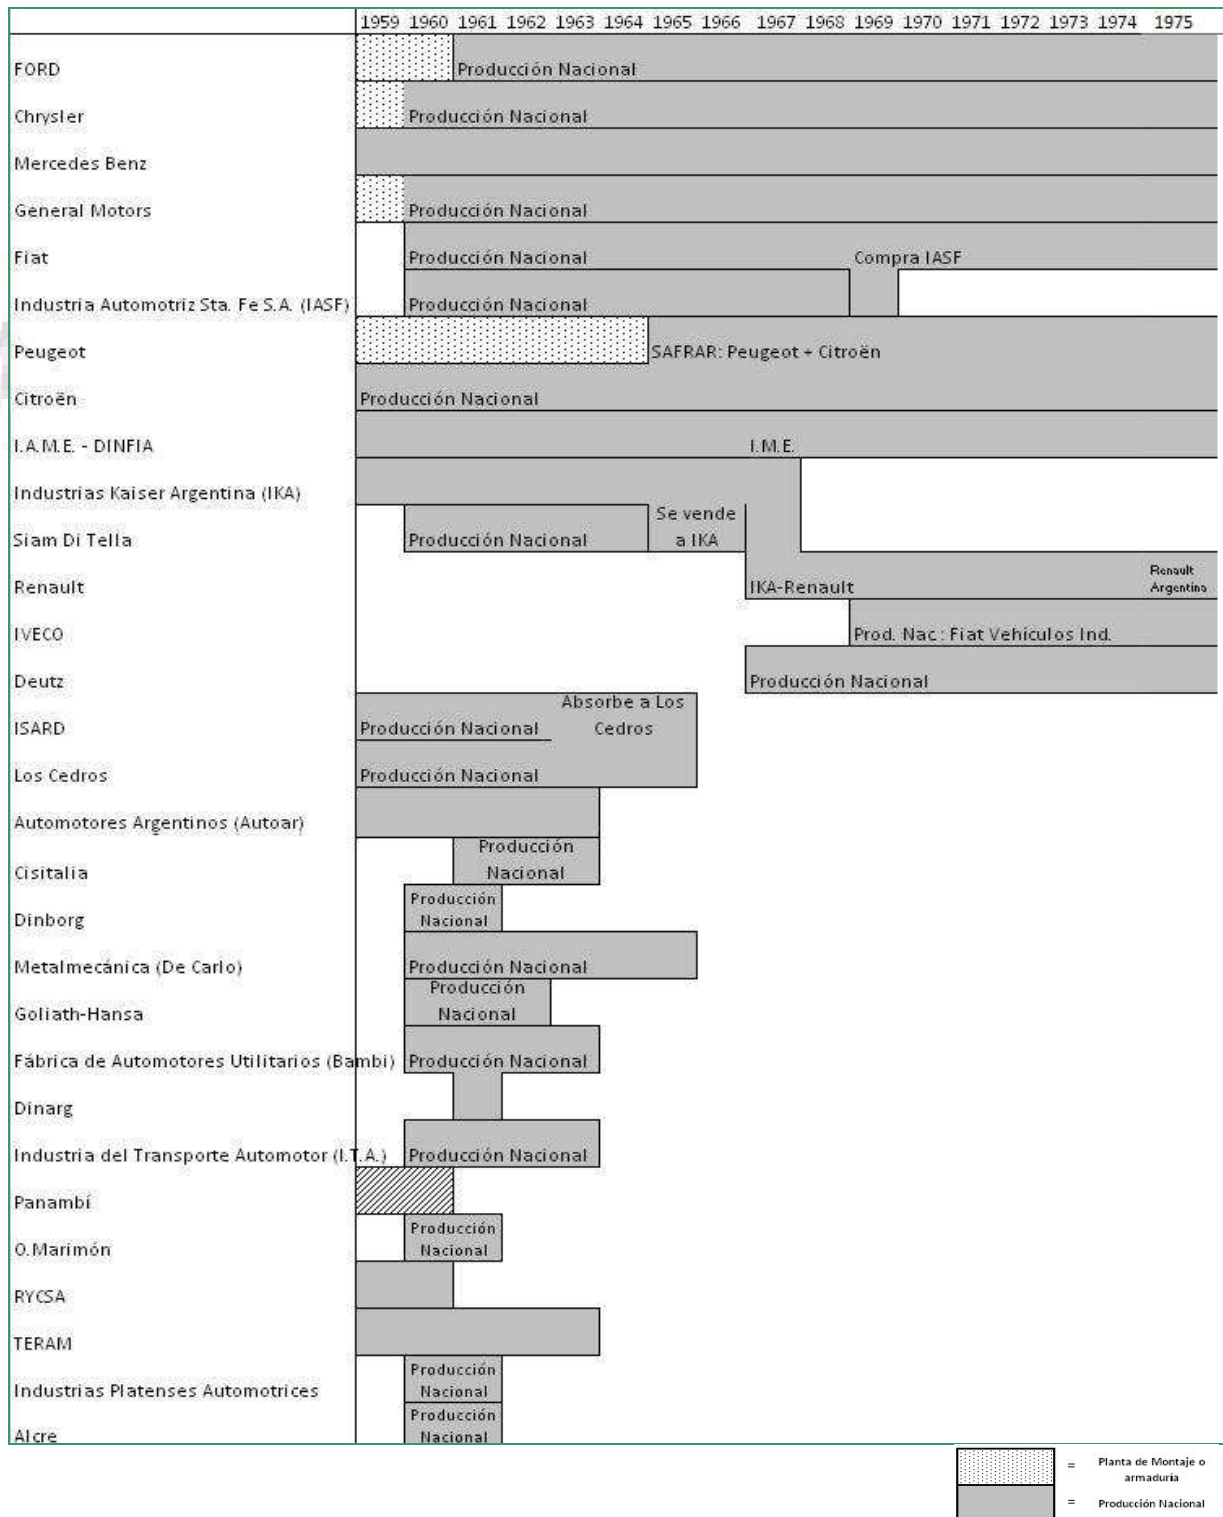 1959 1960 1961 1962 1963 1964 1965 1966 1967 1968 1969 1970 1971 1972 1973 1974 1975
FORD Producción Nacional
Chrysler Producción Nacional
Mercedes Benz
General Motors Producción Nacional
Fiat Producción Nacional Compra IASF
Industria Automotriz Sta. Fe S.A. (IASF) Producción Nacional
Peugeot SAFRAR: Peugeot + Citroën
Citroën Producción Nacional
I.A.M.E. - DINFIA I.M.E.
Industrias Kaiser Argentina (IKA)
Se vende
Siam Di Tella Producción Nacional a IKA
Renault IKA-Renault Renault
Argentina
IVECO Prod. Nac.: Fiat Vehículos Ind.
Deutz Producción Nacional
Absorbe a Los
ISARD Producción Nacional Cedros
Los Cedros Producción Nacional
Automotores Argentinos (Autoar)
Producción
Cisitalia Nacional
Producción
Dinborg Nacional
Metalmecánica (De Carlo) Producción Nacional
Producción
Goliath-Hansa Nacional
Fábrica de Automotores Utilitarios (Bambi) Producción Nacional
Dinarg
Industria del Transporte Automotor (I.T.A.) Producción Nacional
Panambí
Producción
O.Marimón Nacional
RYCSA
TERAM
Producción
Industrias Platenses Automotrices Nacional
Producción
Alcre Nacional
= Planta de Montaje o
armaduría
= Producción Nacional